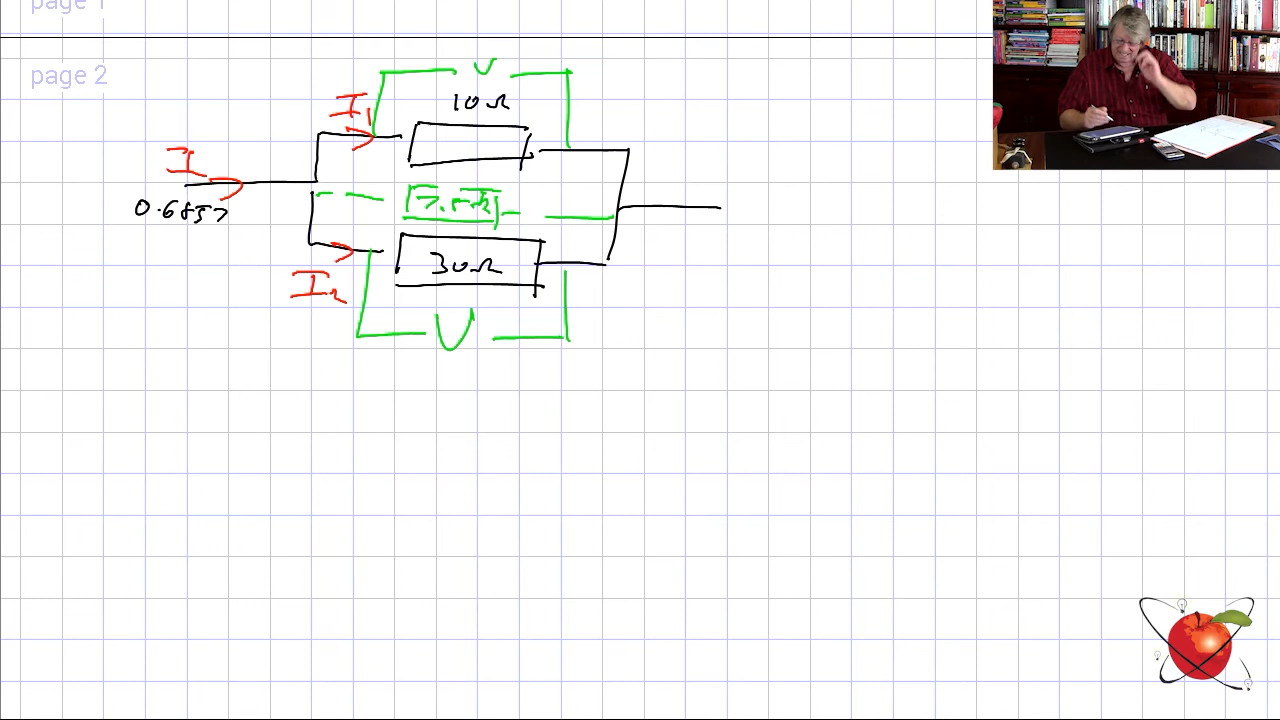 page 1
page 2
V
10Ω
I₁
I
0.6857
7.5Ω
30Ω
I₂
V